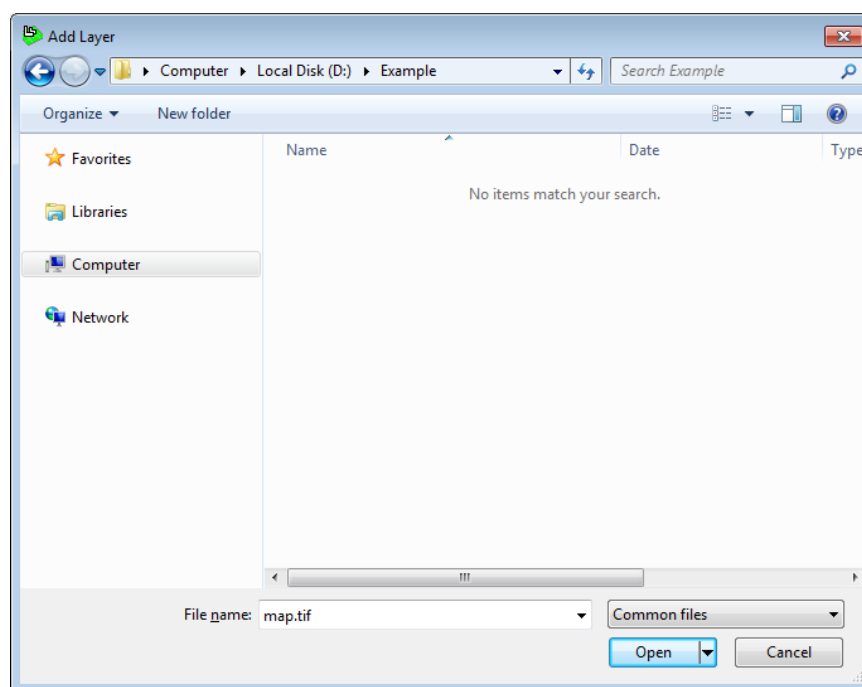 Add Layer
Computer Local Disk (D:) Example Search Example
Organize New folder
Favorites
Libraries
Computer
Network
Name Date Type
No items match your search.
File name: map.tif Common files
Open Cancel